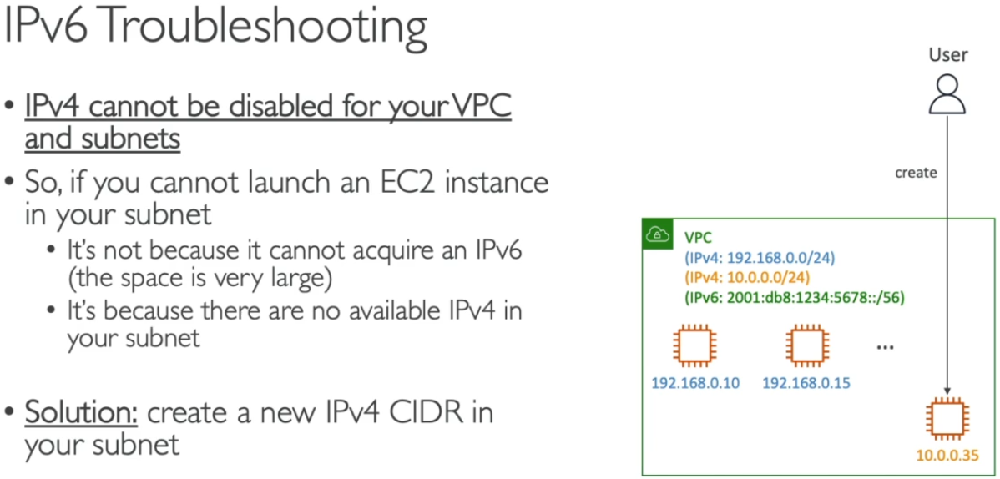 IPv6 Troubleshooting
• IPv4 cannot be disabled for your VPC
and subnets
• So, if you cannot launch an EC2 instance
in your subnet
• It's not because it cannot acquire an IPv6
(the space is very large)
• It's because there are no available IPv4 in
your subnet
• Solution: create a new IPv4 CIDR in
your subnet
User
create
VPC
(IPv4: 192.168.0.0/24)
(IPv4: 10.0.0.0/24)
(IPv6: 2001:db8:1234:5678::/56)
192.168.0.10 192.168.0.15 ...
10.0.0.35